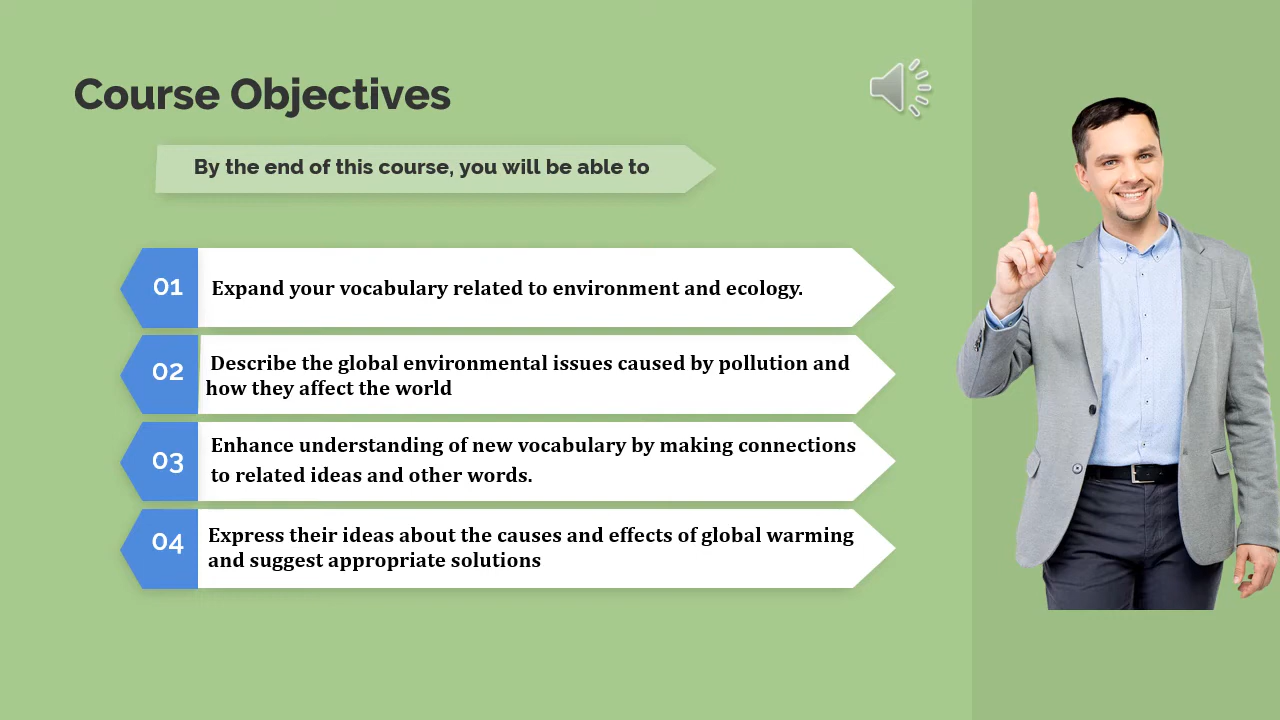 Course Objectives
By the end of this course, you will be able to
01
Expand your vocabulary related to environment and ecology.
02
Describe the global environmental issues caused by pollution and
how they affect the world
03
Enhance understanding of new vocabulary by making connections
to related ideas and other words.
04
Express their ideas about the causes and effects of global warming
and suggest appropriate solutions